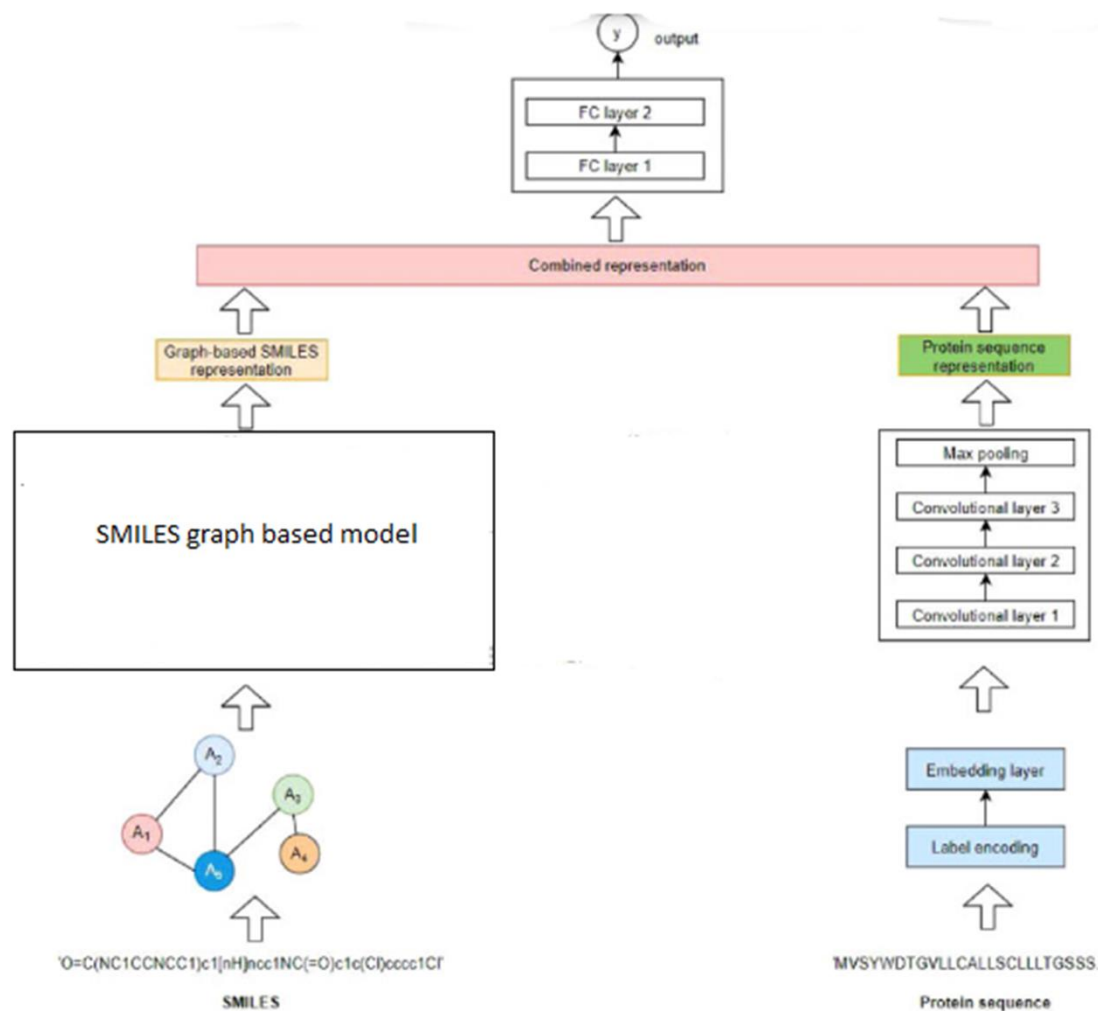 y
output
FC layer 2
FC layer 1
Combined representation
Graph-based SMILES
representation
Protein sequence
representation
SMILES graph based model
Max pooling
Convolutional layer 3
Convolutional layer 2
Convolutional layer 1
A2
A3
A1
A4
A5
Embedding layer
Label encoding
'O=C(NC1CCNCC1)c1[nH]ncc1NC(=O)c1c(Cl)cccc1Cl'
SMILES
'MVSYWDTGVLLCALLSCLLLTGSSS.
Protein sequence